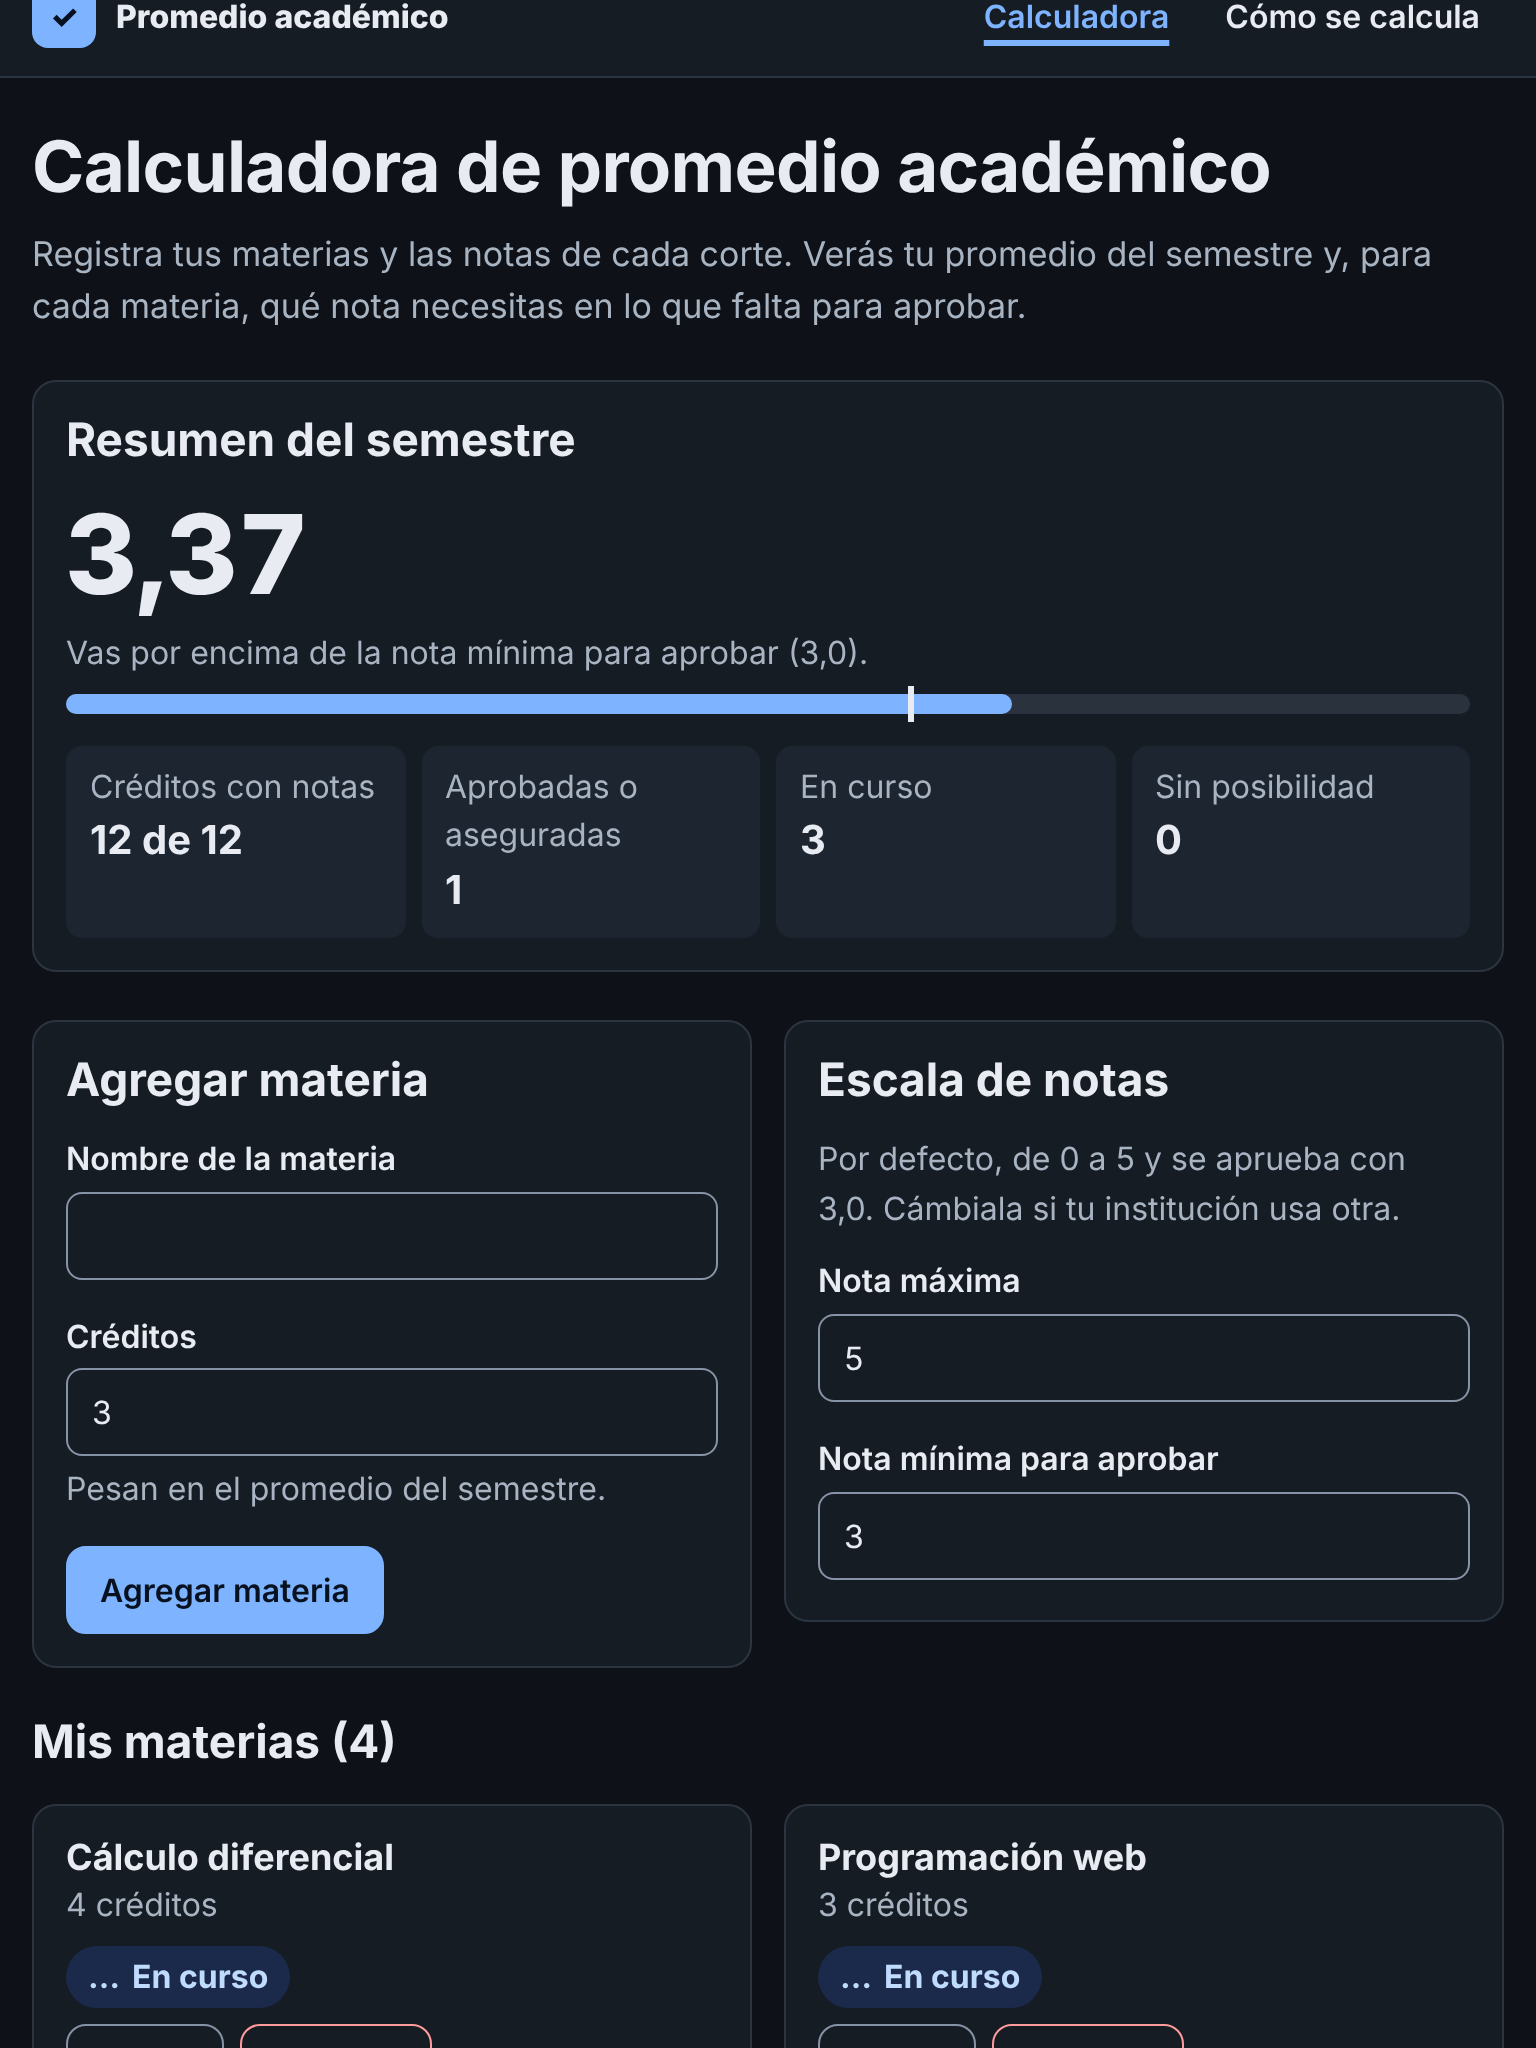 Promedio académico
Calculadora
Cómo se calcula
Calculadora de promedio académico
Registra tus materias y las notas de cada corte. Verás tu promedio del semestre y, para
cada materia, qué nota necesitas en lo que falta para aprobar.
Resumen del semestre
3,37
Vas por encima de la nota mínima para aprobar (3,0).
Créditos con notas
12 de 12
Aprobadas o
aseguradas
1
En curso
3
Sin posibilidad
0
Agregar materia
Nombre de la materia
Créditos
3
Pesan en el promedio del semestre.
Agregar materia
Escala de notas
Por defecto, de 0 a 5 y se aprueba con
3,0. Cámbiala si tu institución usa otra.
Nota máxima
5
Nota mínima para aprobar
3
Mis materias (4)
Cálculo diferencial
4 créditos
... En curso
Programación web
3 créditos
... En curso